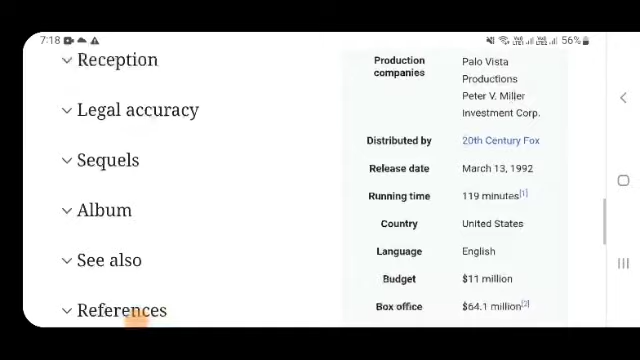 7:18 56%
Reception
Legal accuracy
Sequels
Album
See also
References
Production companies Palo Vista Productions
Peter V. Miller Investment Corp.
Distributed by 20th Century Fox
Release date March 13, 1992
Running time 119 minutes[1]
Country United States
Language English
Budget $11 million
Box office $64.1 million[2]